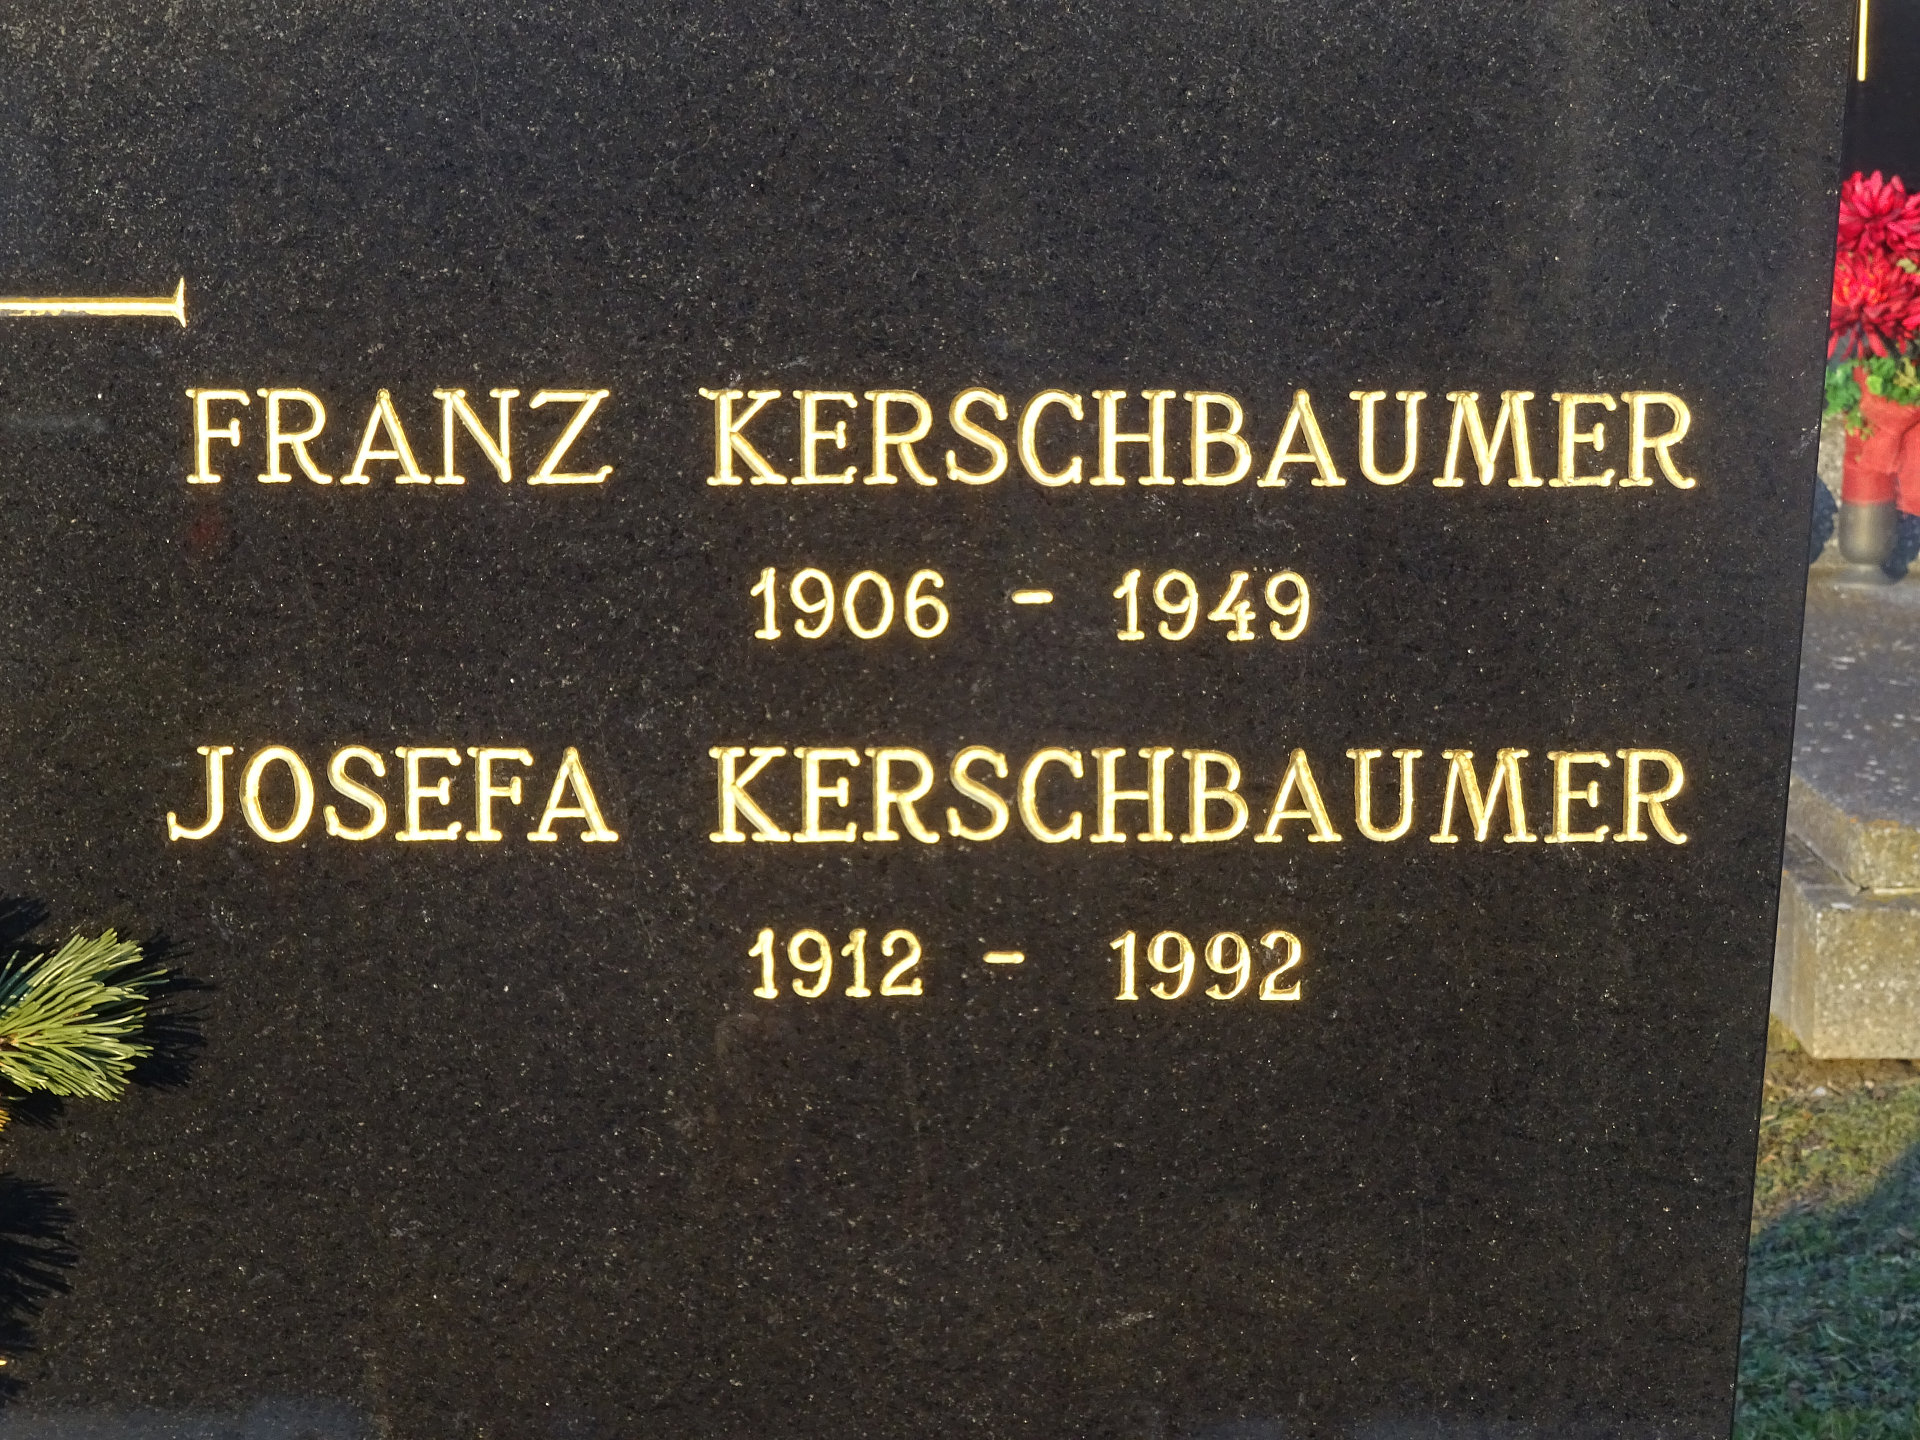 FRANZ KERSCHBAUMER
1906 - 1949
JOSEFA KERSCHBAUMER
1912 - 1992